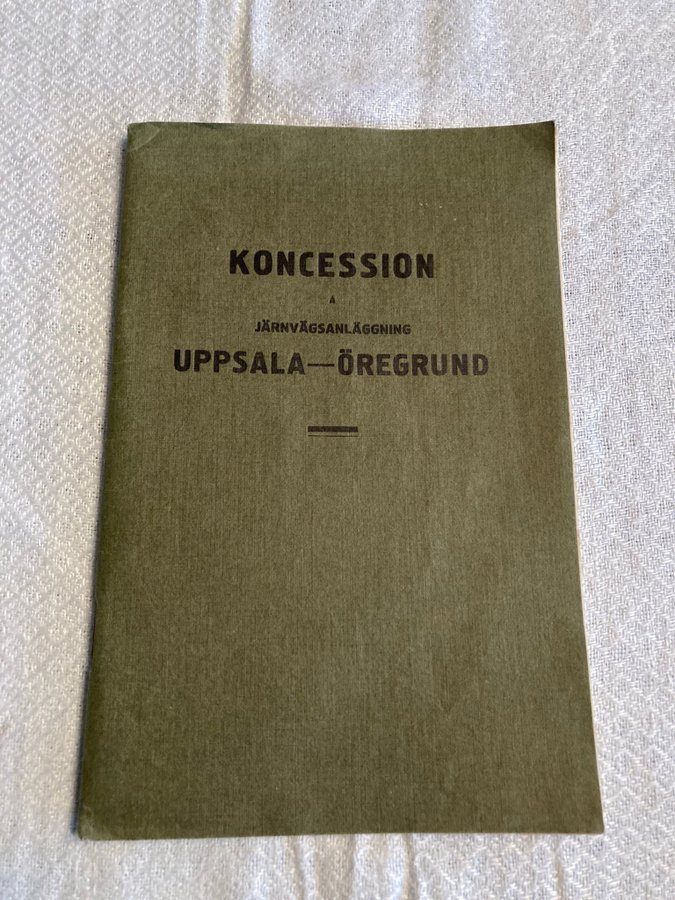 KONCESSION
Å
JÄRNVÄGSANLÄGGNING
UPPSALA—ÖREGRUND